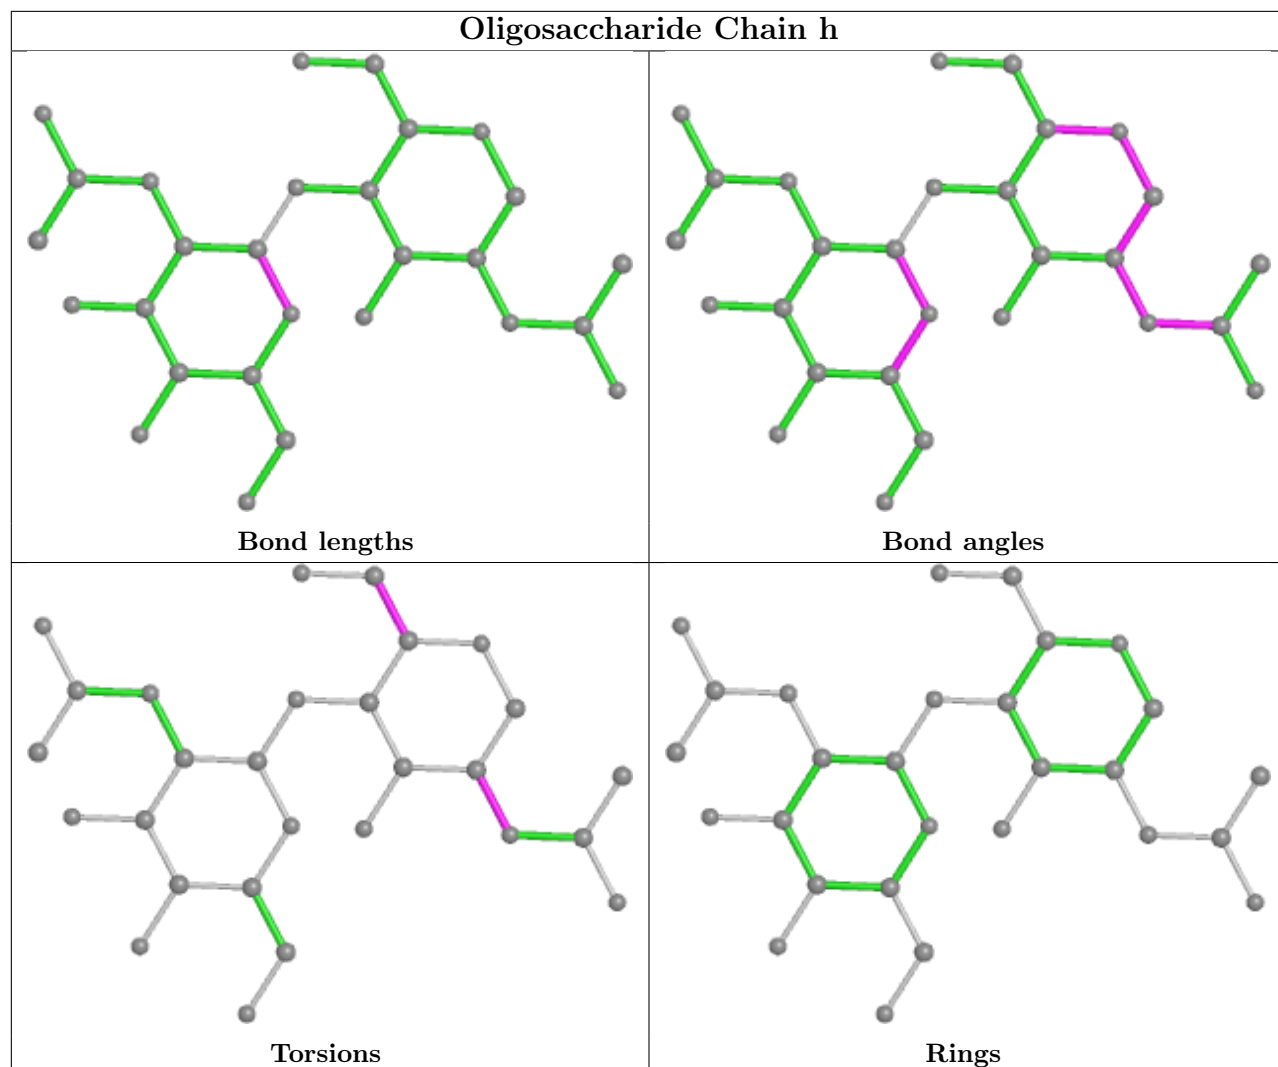 Oligosaccharide Chain h
Bond lengths
Bond angles
Torsions
Rings